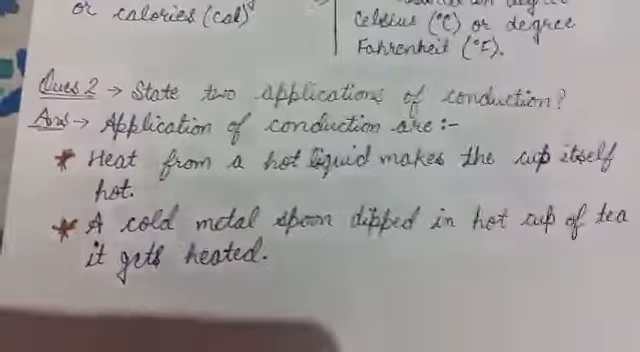 or calories (cal)
Celsius (°C) or degree
Fahrenheit (°F).
Ques 2 → State two applications of conduction?
Ans → Application of conduction are :-
* Heat from a hot liquid makes the cup itself
hot.
* A cold metal spoon dipped in hot cup of tea
it gets heated.